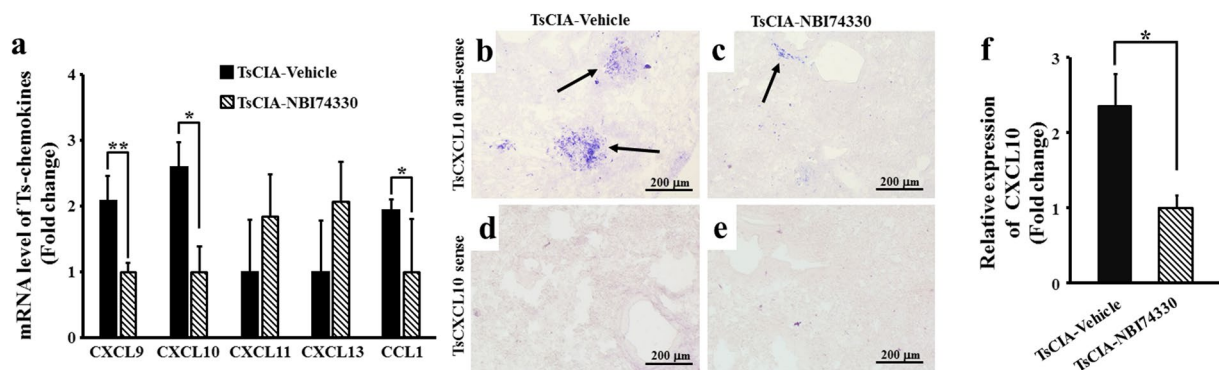 a
mRNA level of Ts-chemokines
(Fold change)
4
3
2
1
0
TsCIA-Vehicle
TsCIA-NBI74330
**
*
*
CXCL9
CXCL10
CXCL11
CXCL13
CCL1
TsCIA-Vehicle
TsCIA-NBI74330
TsCXCL10 anti-sense
b
200 μm
c
200 μm
TsCXCL10 sense
d
200 μm
e
200 μm
f
Relative expression
of CXCL10
(Fold change)
3
2
1
0
*
TsCIA-Vehicle
TsCIA-NBI74330